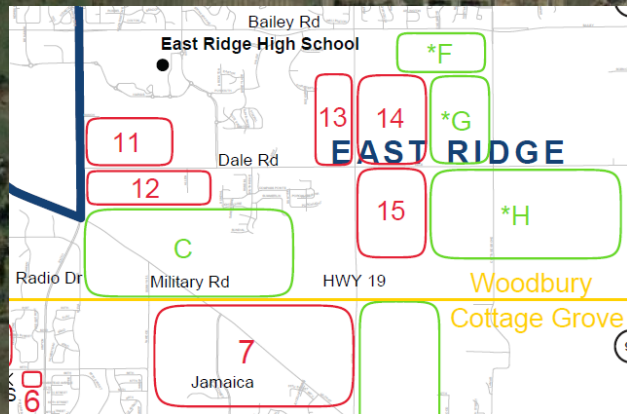 Bailey Rd
East Ridge High School
*F
11
13
14
*G
Dale Rd
EAST RIDGE
12
15
*H
C
Radio Dr
Military Rd
HWY 19
Woodbury
Cottage Grove
7
Jamaica
6